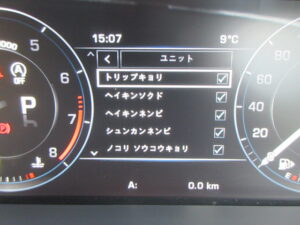 15:07
9°C
ユニット
トリップキョリ
ヘイキンソクド
ヘイキンネンピ
シュンカンネンピ
ノコリ ソウコウキョリ
A: 0.0 km
A
OFF
P
5
6
7
8
80
60
40
20
E